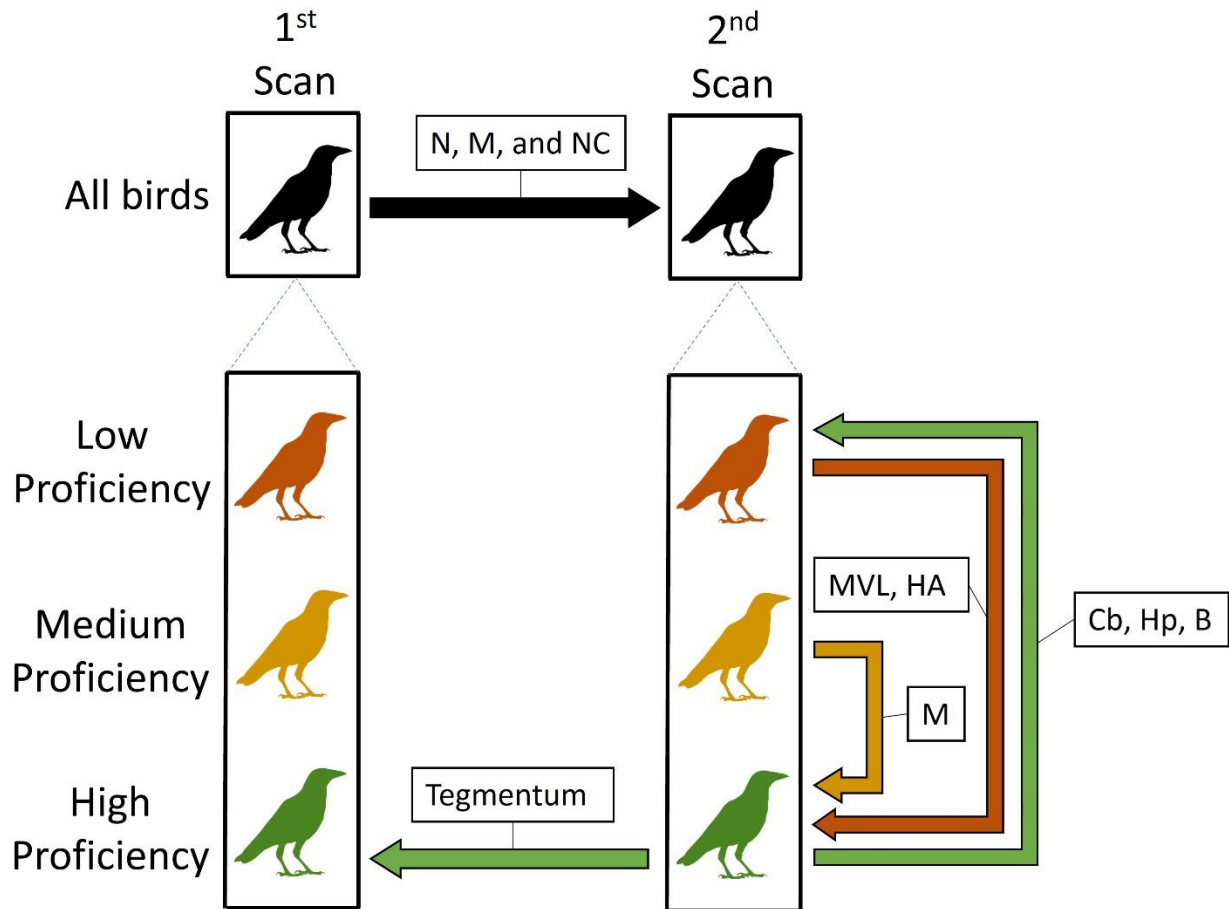 1st
Scan
2nd
Scan
All birds
N, M, and NC
Low
Proficiency
Medium
Proficiency
High
Proficiency
MVL, HA
Cb, Hp, B
M
Tegmentum